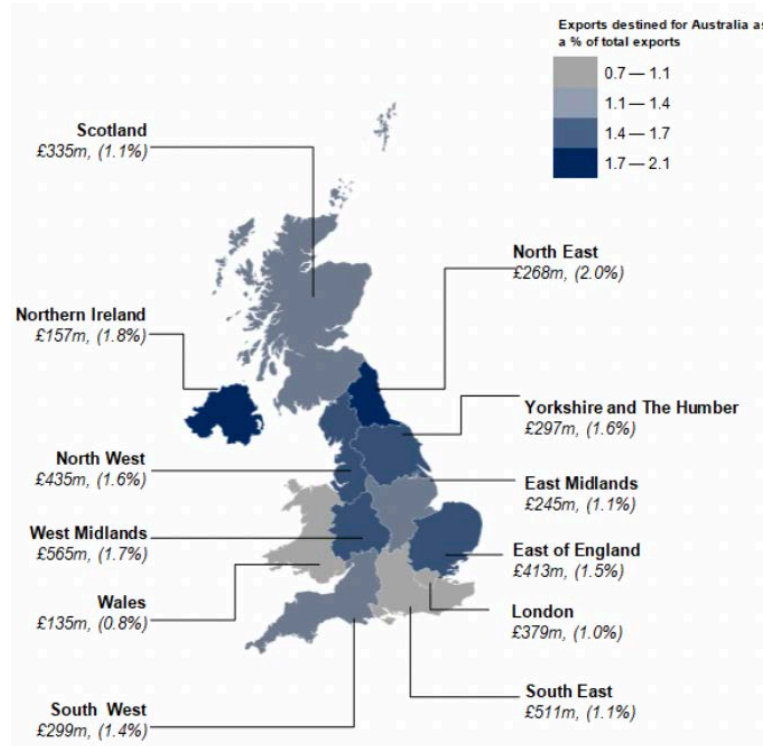 Exports destined for Australia as
a % of total exports
0.7 — 1.1
1.1 — 1.4
1.4 — 1.7
1.7 — 2.1
Scotland
£335m, (1.1%)
North East
£268m, (2.0%)
Northern Ireland
£157m, (1.8%)
Yorkshire and The Humber
£297m, (1.6%)
North West
£435m, (1.6%)
East Midlands
£245m, (1.1%)
West Midlands
£565m, (1.7%)
East of England
£413m, (1.5%)
Wales
£135m, (0.8%)
London
£379m, (1.0%)
South East
£511m, (1.1%)
South West
£299m, (1.4%)